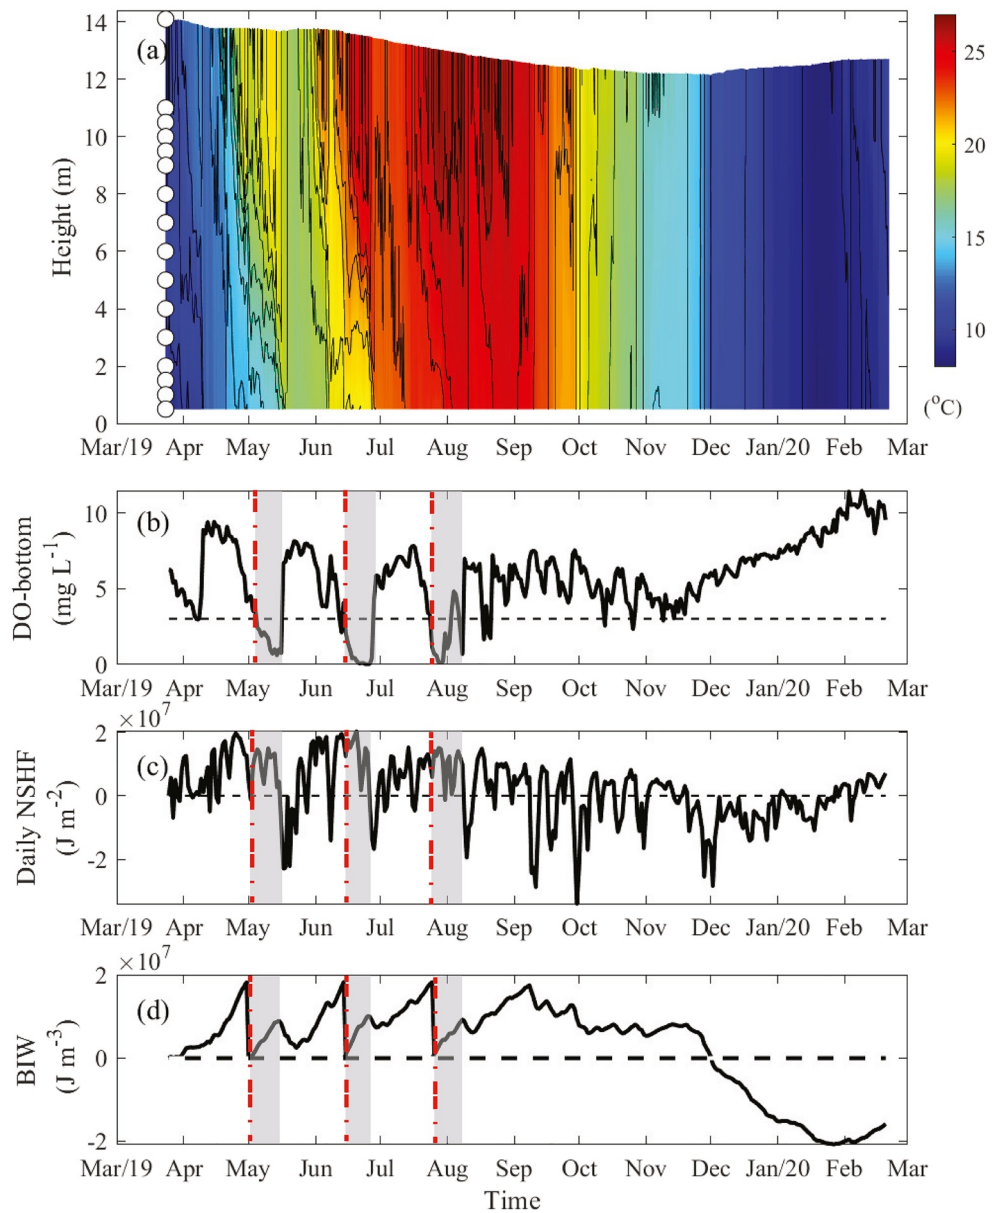 14
(a)
12
10
8
6
4
2
0
Height (m)
25
20
15
10
(°C)
Mar/19 Apr May Jun Jul Aug Sep Oct Nov Dec Jan/20 Feb Mar
(b)
10
5
0
DO-bottom
(mg L-1)
Mar/19 Apr May Jun Jul Aug Sep Oct Nov Dec Jan/20 Feb Mar
×10^7
(c)
2
0
-2
Daily NSHF
(J m-2)
Mar/19 Apr May Jun Jul Aug Sep Oct Nov Dec Jan/20 Feb Mar
×10^7
(d)
2
0
-2
BIW
(J m-3)
Mar/19 Apr May Jun Jul Aug Sep Oct Nov Dec Jan/20 Feb Mar
Time